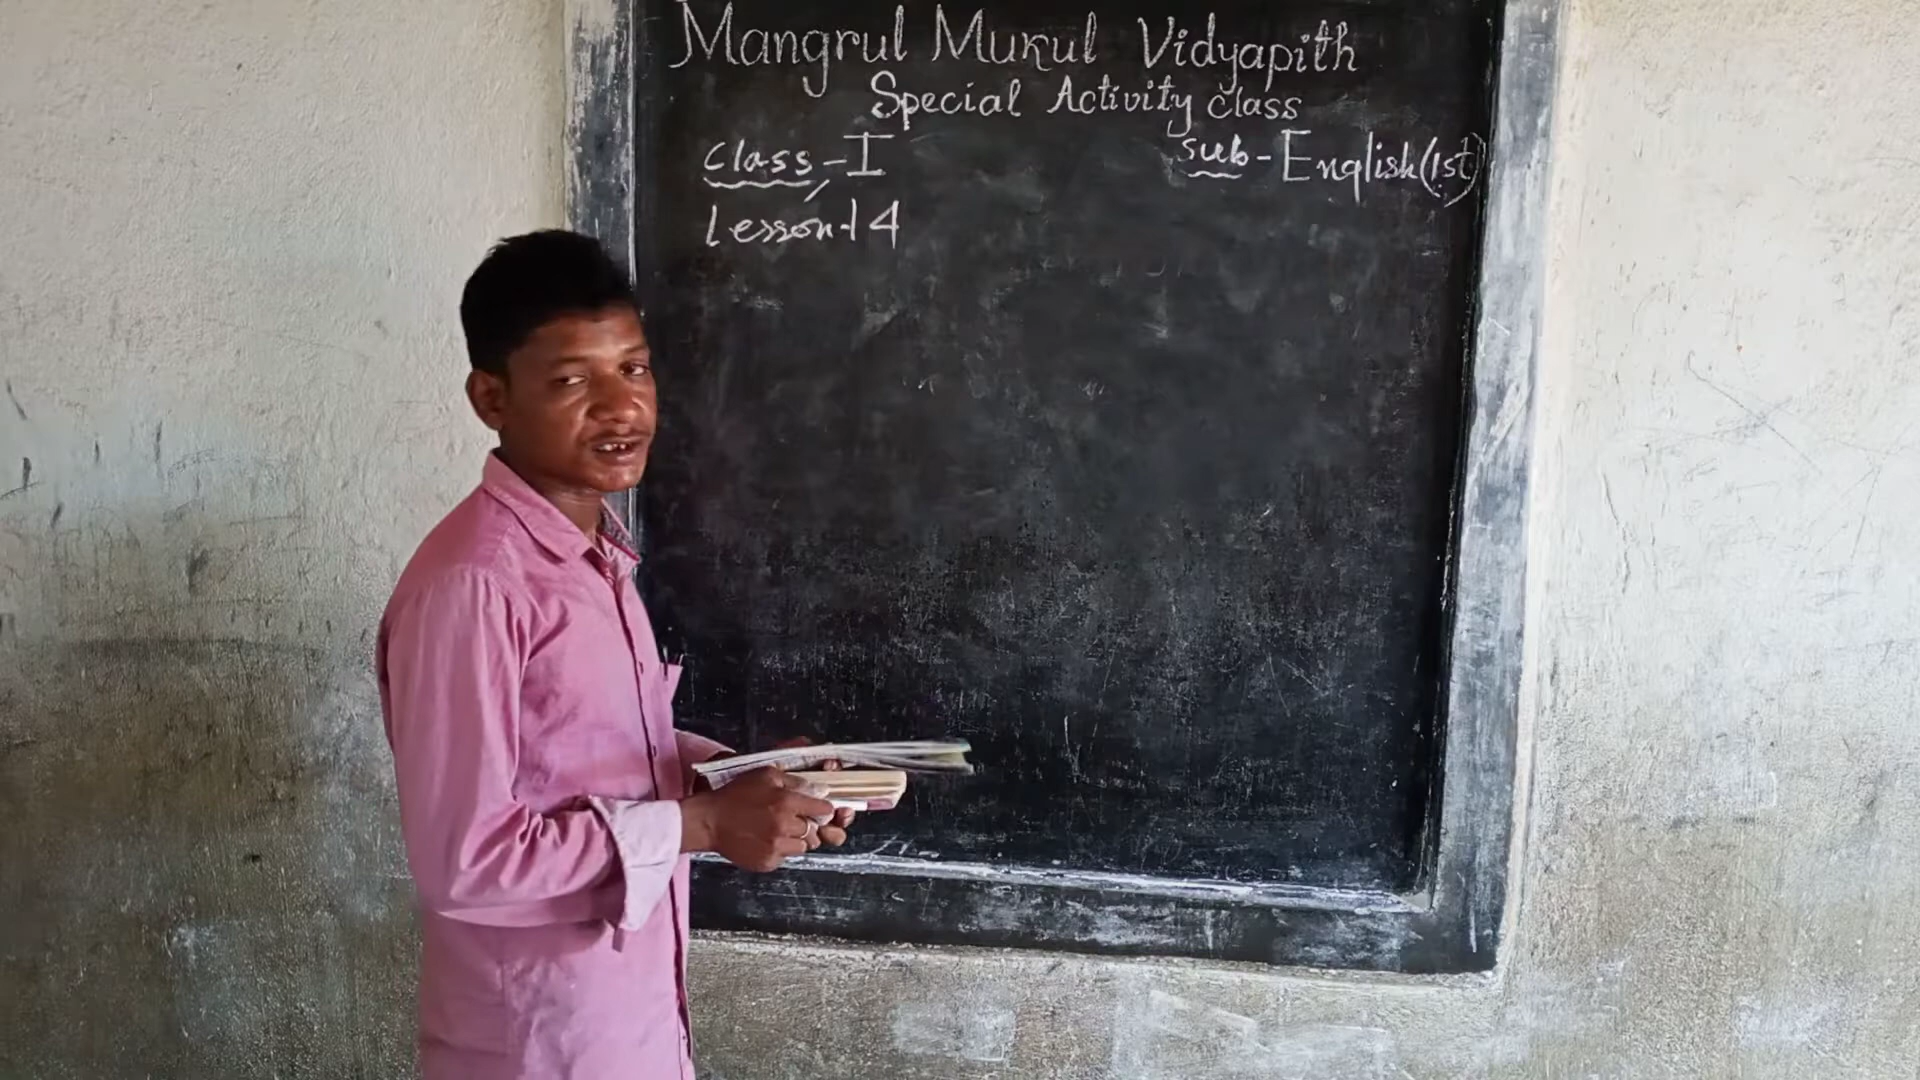 Mangrul Mukul Vidyapith
Special Activity class
class - I
sub - English (1st)
Lesson-14